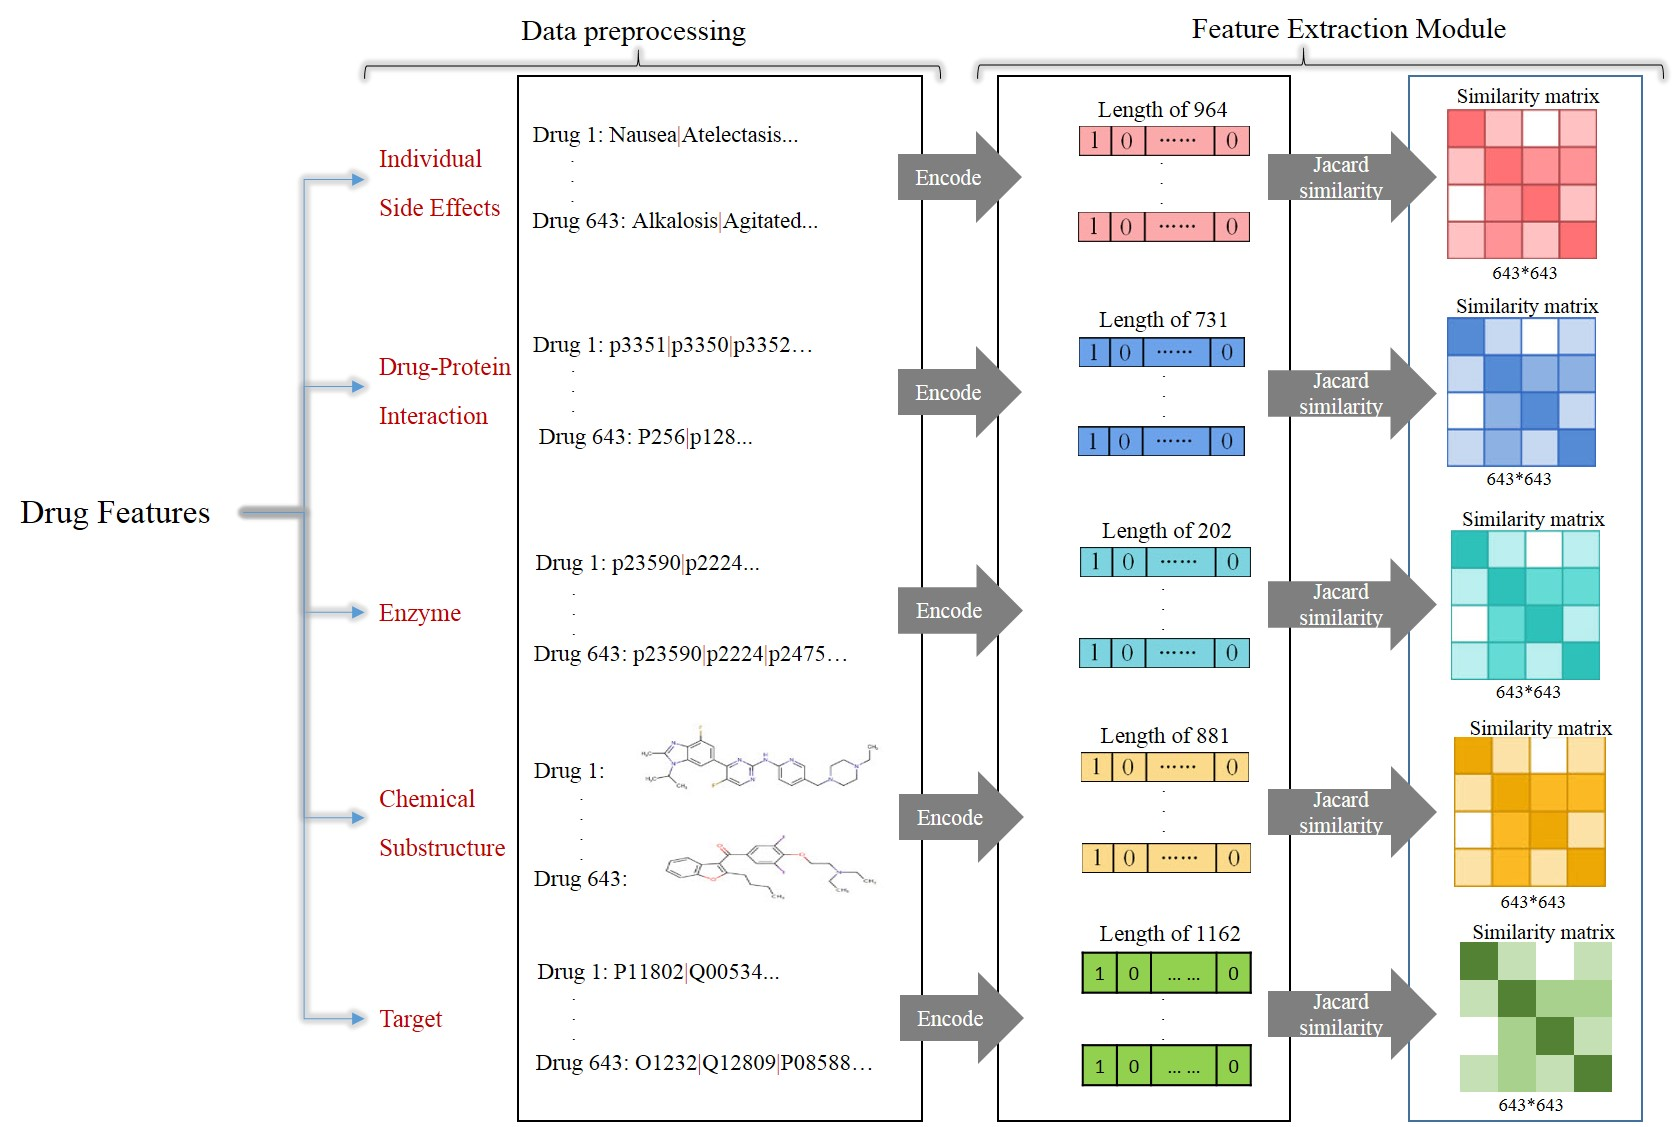 Data preprocessing
Feature Extraction Module
Drug Features
Individual
Side Effects
Drug 1: Nausea|Atelectasis...
Drug 643: Alkalosis|Agitated...
Encode
Length of 964
1 0 ······ 0
1 0 ······ 0
Jacard
similarity
Similarity matrix
643*643
Drug-Protein
Interaction
Drug 1: p3351|p3350|p3352…
Drug 643: P256|p128...
Encode
Length of 731
1 0 ······ 0
1 0 ······ 0
Jacard
similarity
Similarity matrix
643*643
Enzyme
Drug 1: p23590|p2224...
Drug 643: p23590|p2224|p2475…
Encode
Length of 202
1 0 ······ 0
1 0 ······ 0
Jacard
similarity
Similarity matrix
643*643
Chemical
Substructure
Drug 1:
Drug 643:
Encode
Length of 881
1 0 ······ 0
1 0 ······ 0
Jacard
similarity
Similarity matrix
643*643
Target
Drug 1: P11802|Q00534...
Drug 643: O1232|Q12809|P08588…
Encode
Length of 1162
1 0 ... ... 0
1 0 ... ... 0
Jacard
similarity
Similarity matrix
643*643